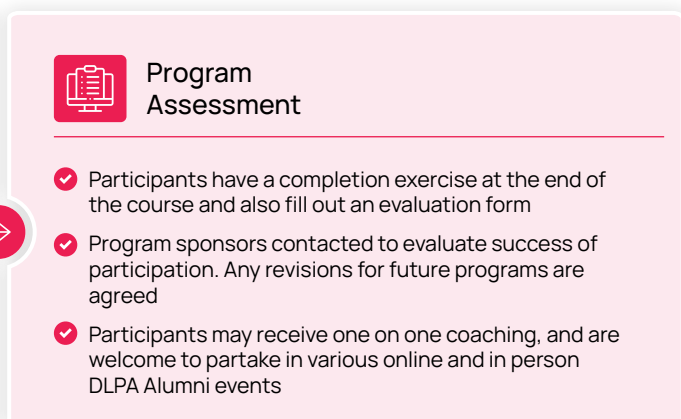 Program
Assessment
Participants have a completion exercise at the end of
the course and also fill out an evaluation form
Program sponsors contacted to evaluate success of
participation. Any revisions for future programs are
agreed
Participants may receive one on one coaching, and are
welcome to partake in various online and in person
DLPA Alumni events